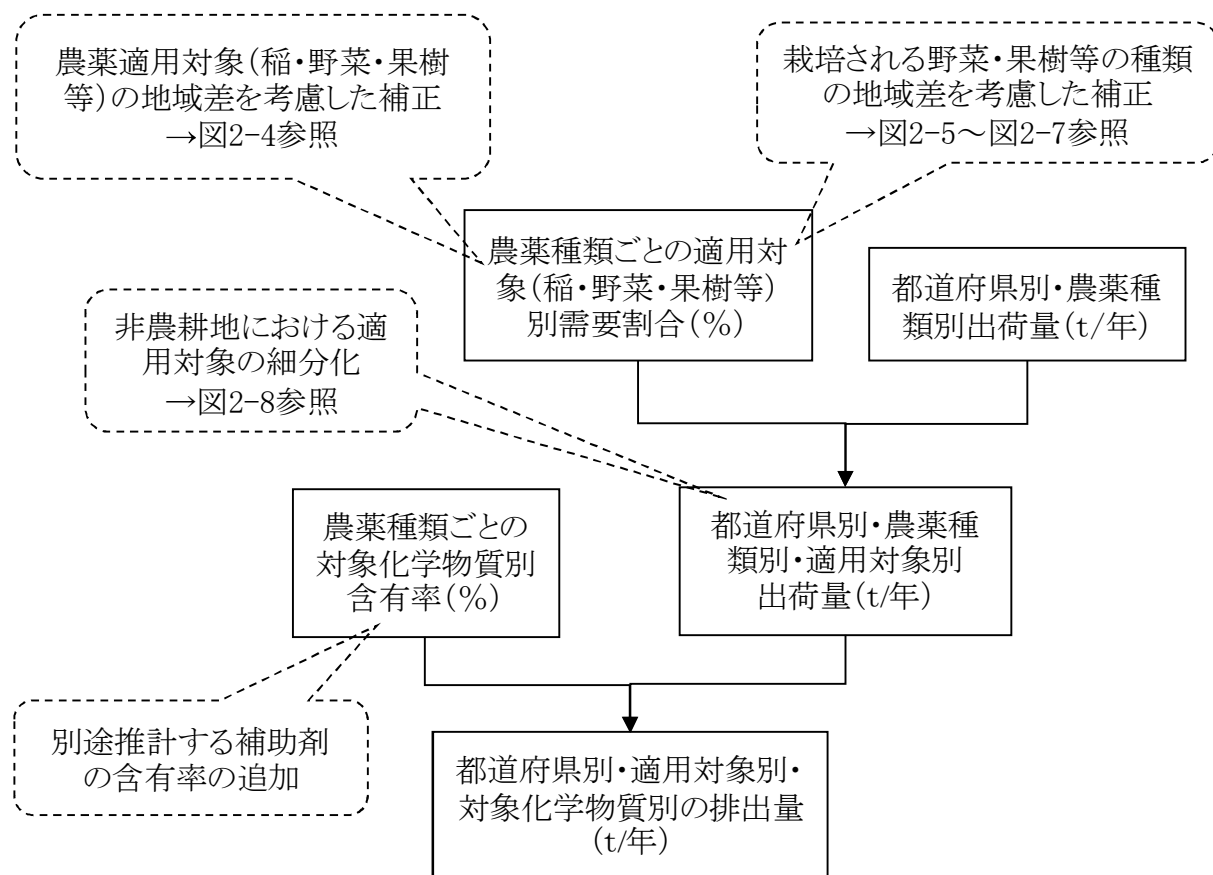 農薬適用対象(稲・野菜・果樹
等)の地域差を考慮した補正
→図2-4参照
栽培される野菜・果樹等の種類
の地域差を考慮した補正
→図2-5～図2-7参照
農薬種類ごとの適用対
象(稲・野菜・果樹等)
別需要割合(%)
都道府県別・農薬種
類別出荷量(t/年)
非農耕地における適
用対象の細分化
→図2-8参照
農薬種類ごとの
対象化学物質別
含有率(%)
都道府県別・農薬種
類別・適用対象別
出荷量(t/年)
別途推計する補助剤
の含有率の追加
都道府県別・適用対象別・
対象化学物質別の排出量
(t/年)